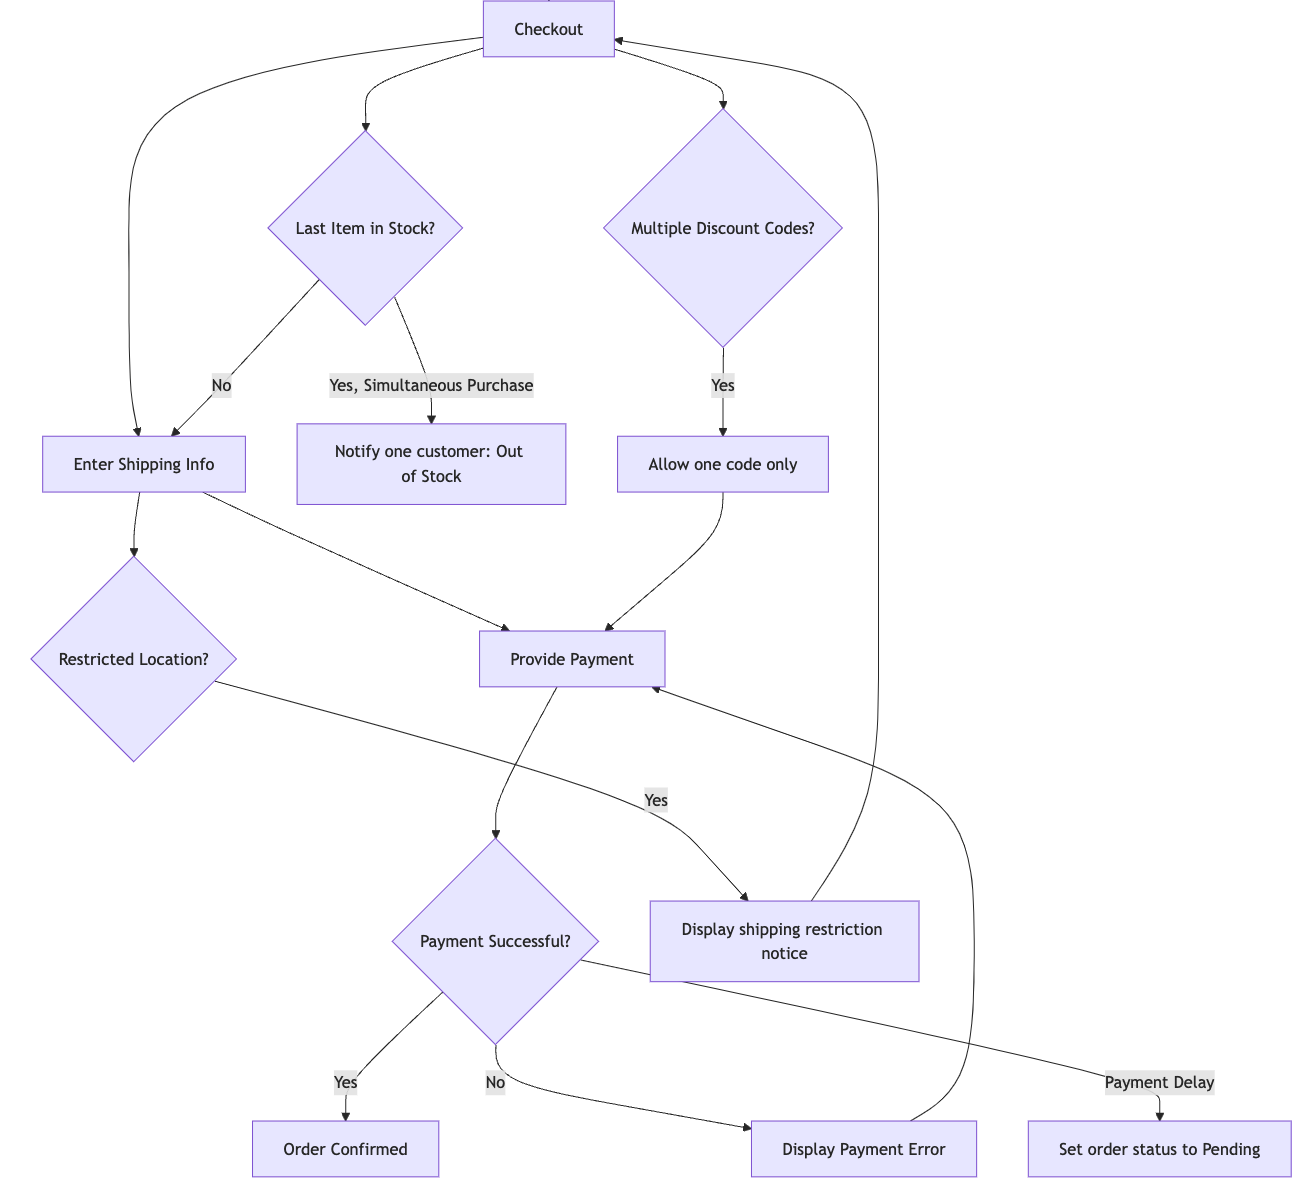 Checkout
Last Item in Stock?
Multiple Discount Codes?
No
Yes, Simultaneous Purchase
Yes
Enter Shipping Info
Notify one customer: Out
of Stock
Allow one code only
Restricted Location?
Provide Payment
Yes
Payment Successful?
Display shipping restriction
notice
Yes
No
Payment Delay
Order Confirmed
Display Payment Error
Set order status to Pending